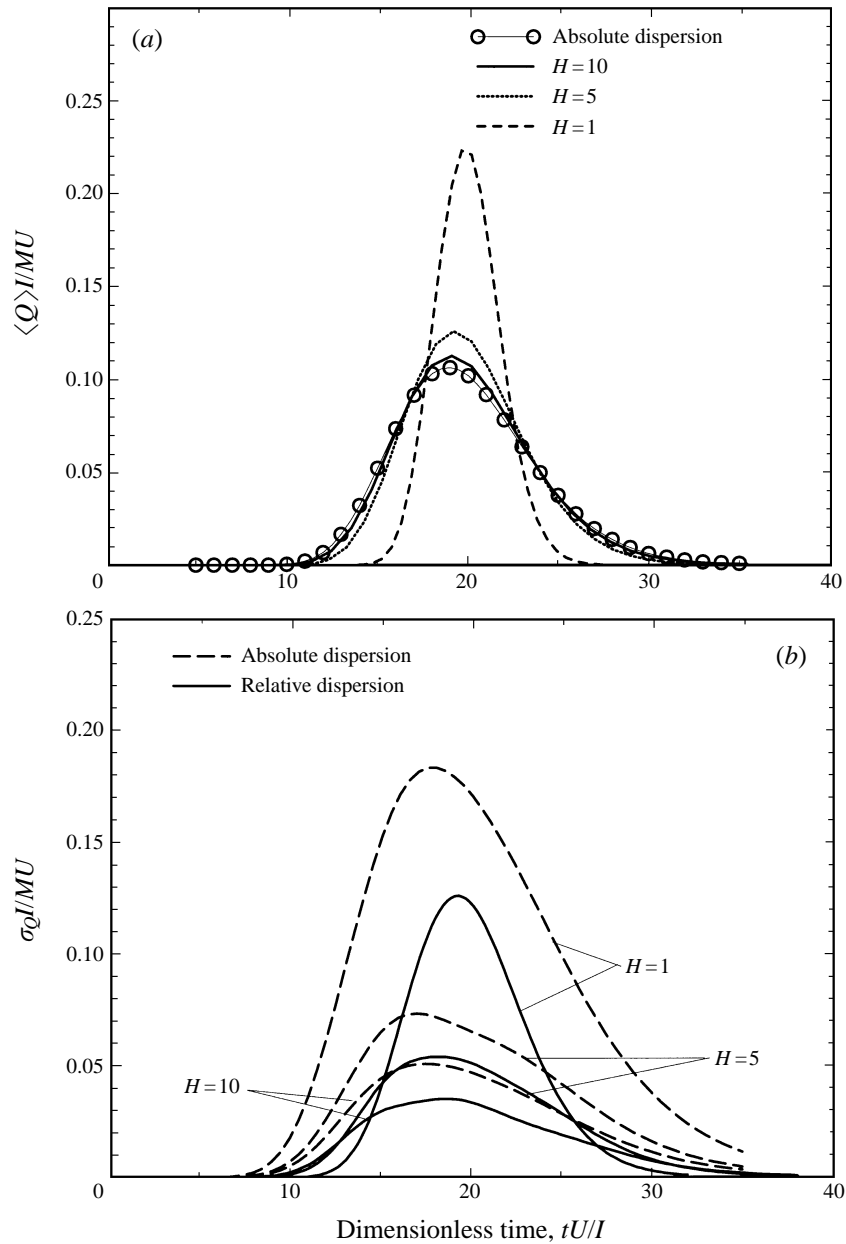 (a)
Absolute dispersion
H=10
H=5
H=1
0.25
0.20
0.15
0.10
0.05
⟨Q⟩I/MU
0 10 20 30 40
0.25
(b)
Absolute dispersion
Relative dispersion
0.20
0.15
0.10
0.05
σQI/MU
H=1
H=5
H=10
0 10 20 30 40
Dimensionless time, tU/I